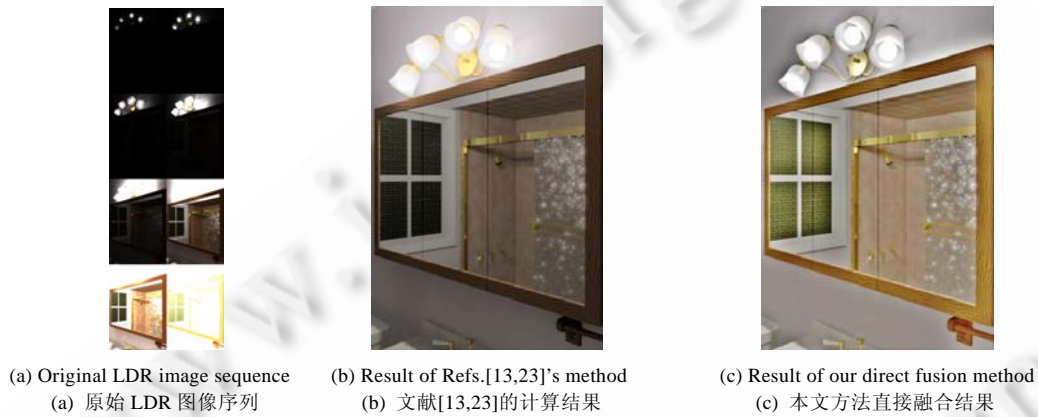 (a) Original LDR image sequence
(b) Result of Refs.[13,23]'s method
(c) Result of our direct fusion method
(a) 原始 LDR 图像序列
(b) 文献[13,23]的计算结果
(c) 本文方法直接融合结果